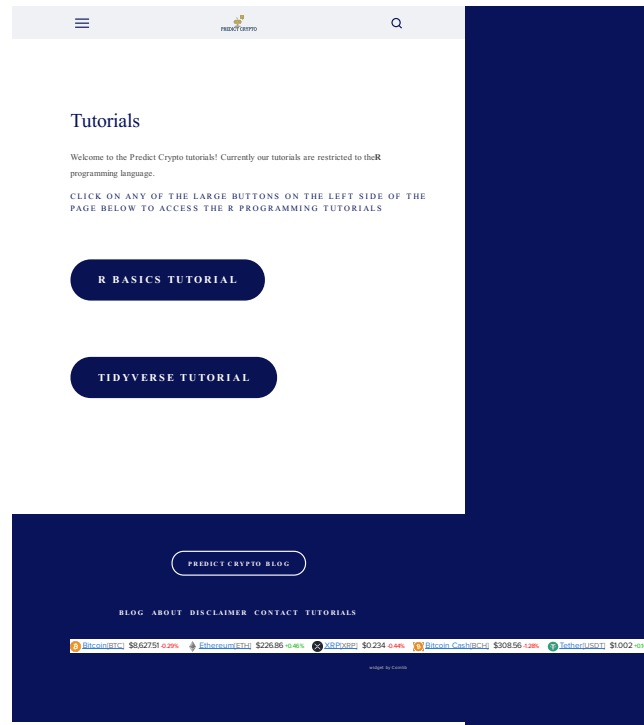 PREDICT CRYPTO
Tutorials
Welcome to the Predict Crypto tutorials! Currently our tutorials are restricted to theR
programming language.
CLICK ON ANY OF THE LARGE BUTTONS ON THE LEFT SIDE OF THE
PAGE BELOW TO ACCESS THE R PROGRAMMING TUTORIALS
R BASICS TUTORIAL
TIDYVERSE TUTORIAL
PREDICT CRYPTO BLOG
BLOG ABOUT DISCLAIMER CONTACT TUTORIALS
Bitcoin[BTC] $8,627.51 -0.29% Ethereum[ETH] $226.86 +0.46% XRP[XRP] $0.234 -0.44% Bitcoin Cash[BCH] $308.56 -1.28% Tether[USDT] $1.002
widget by Coinlib